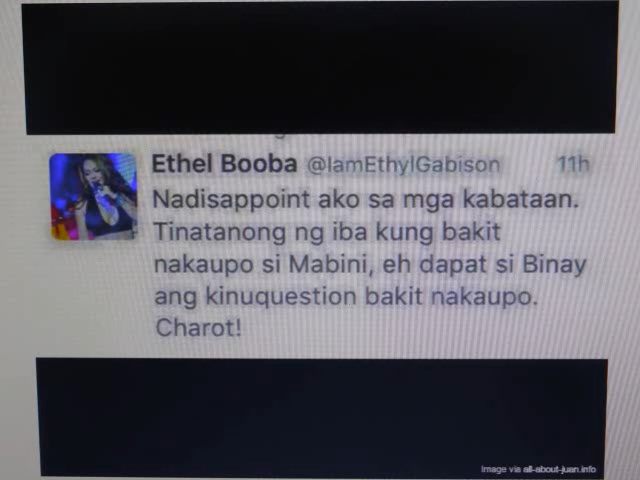 Ethel Booba @IamEthylGabison 11h
Nadisappoint ako sa mga kabataan.
Tinatanong ng iba kung bakit
nakaupo si Mabini, eh dapat si Binay
ang kinuquestion bakit nakaupo.
Charot!
Image via all-about-juan.info